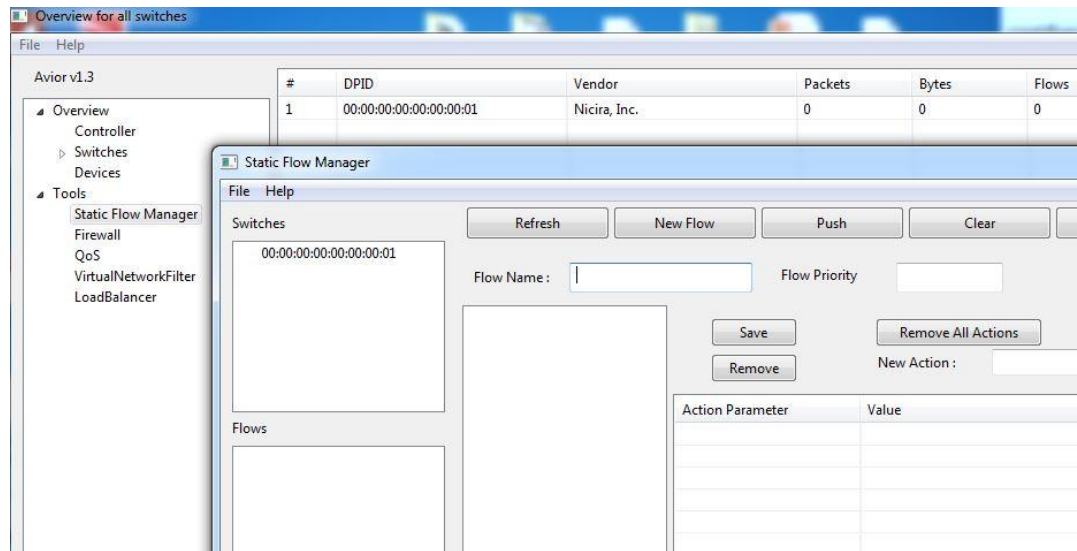 Overview for all switches
File Help
Avior v1.3
# DPID Vendor Packets Bytes Flows
1 00:00:00:00:00:00:00:01 Nicira, Inc. 0 0 0
Overview
Controller
Switches
Devices
Tools
Static Flow Manager
Firewall
QoS
VirtualNetworkFilter
LoadBalancer
Static Flow Manager
File Help
Switches
Refresh New Flow Push Clear
00:00:00:00:00:00:00:01
Flow Name : Flow Priority
Save Remove All Actions
Remove New Action :
Action Parameter Value
Flows